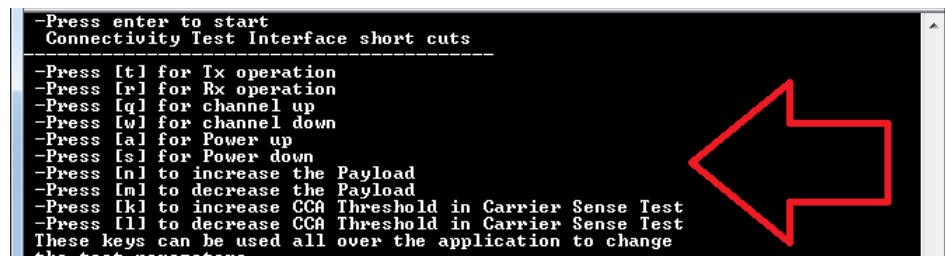 -Press enter to start
Connectivity Test Interface short cuts
-Press [t] for Tx operation
-Press [r] for Rx operation
-Press [q] for channel up
-Press [w] for channel down
-Press [a] for Power up
-Press [s] for Power down
-Press [n] to increase the Payload
-Press [m] to decrease the Payload
-Press [k] to increase CCA Threshold in Carrier Sense Test
-Press [l] to decrease CCA Threshold in Carrier Sense Test
These keys can be used all over the application to change
the test